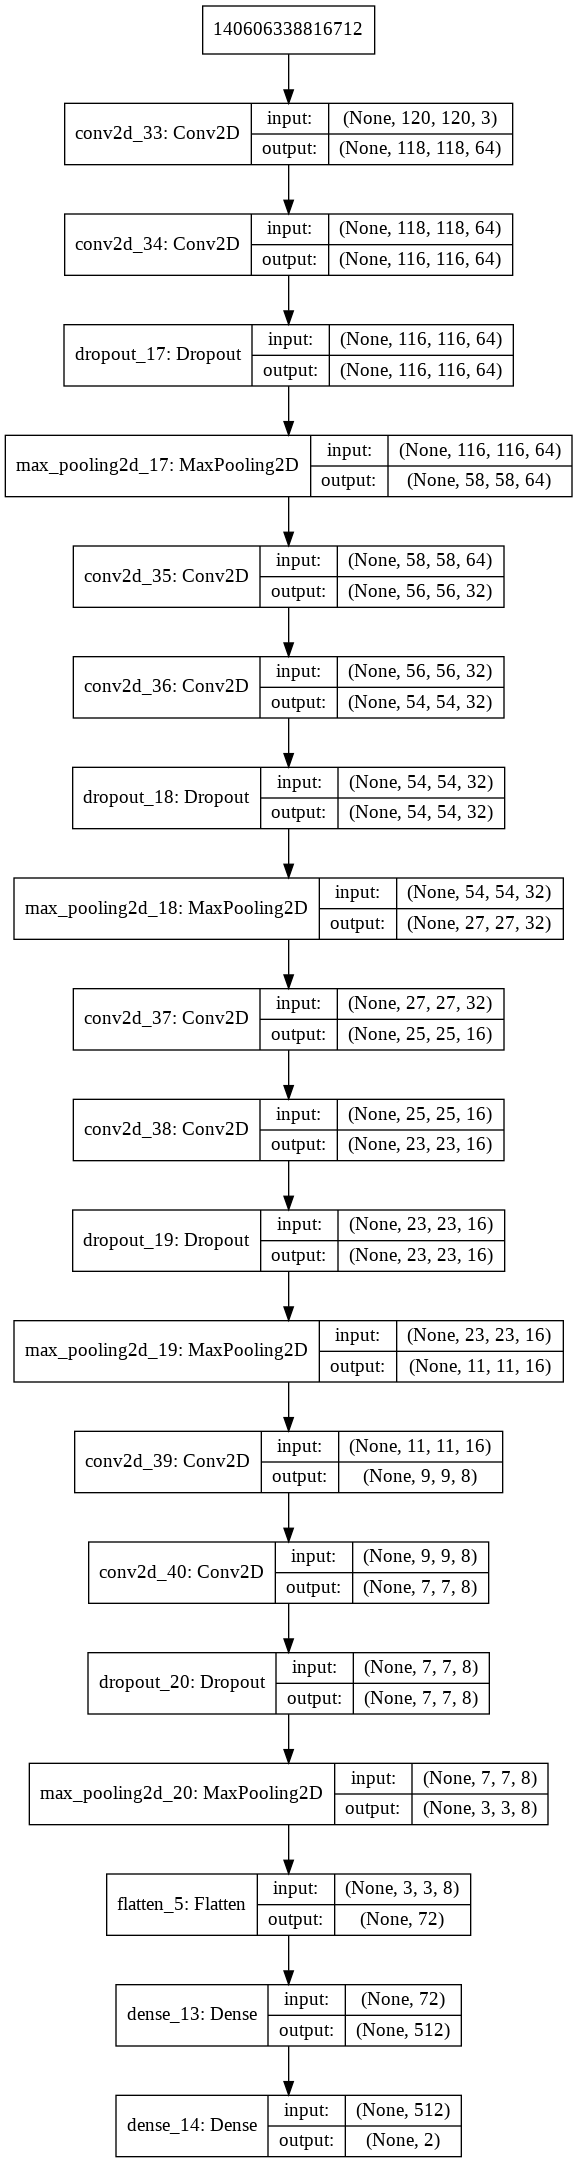 140606338816712
conv2d_33: Conv2D
input: (None, 120, 120, 3)
output: (None, 118, 118, 64)
conv2d_34: Conv2D
input: (None, 118, 118, 64)
output: (None, 116, 116, 64)
dropout_17: Dropout
input: (None, 116, 116, 64)
output: (None, 116, 116, 64)
max_pooling2d_17: MaxPooling2D
input: (None, 116, 116, 64)
output: (None, 58, 58, 64)
conv2d_35: Conv2D
input: (None, 58, 58, 64)
output: (None, 56, 56, 32)
conv2d_36: Conv2D
input: (None, 56, 56, 32)
output: (None, 54, 54, 32)
dropout_18: Dropout
input: (None, 54, 54, 32)
output: (None, 54, 54, 32)
max_pooling2d_18: MaxPooling2D
input: (None, 54, 54, 32)
output: (None, 27, 27, 32)
conv2d_37: Conv2D
input: (None, 27, 27, 32)
output: (None, 25, 25, 16)
conv2d_38: Conv2D
input: (None, 25, 25, 16)
output: (None, 23, 23, 16)
dropout_19: Dropout
input: (None, 23, 23, 16)
output: (None, 23, 23, 16)
max_pooling2d_19: MaxPooling2D
input: (None, 23, 23, 16)
output: (None, 11, 11, 16)
conv2d_39: Conv2D
input: (None, 11, 11, 16)
output: (None, 9, 9, 8)
conv2d_40: Conv2D
input: (None, 9, 9, 8)
output: (None, 7, 7, 8)
dropout_20: Dropout
input: (None, 7, 7, 8)
output: (None, 7, 7, 8)
max_pooling2d_20: MaxPooling2D
input: (None, 7, 7, 8)
output: (None, 3, 3, 8)
flatten_5: Flatten
input: (None, 3, 3, 8)
output: (None, 72)
dense_13: Dense
input: (None, 72)
output: (None, 512)
dense_14: Dense
input: (None, 512)
output: (None, 2)